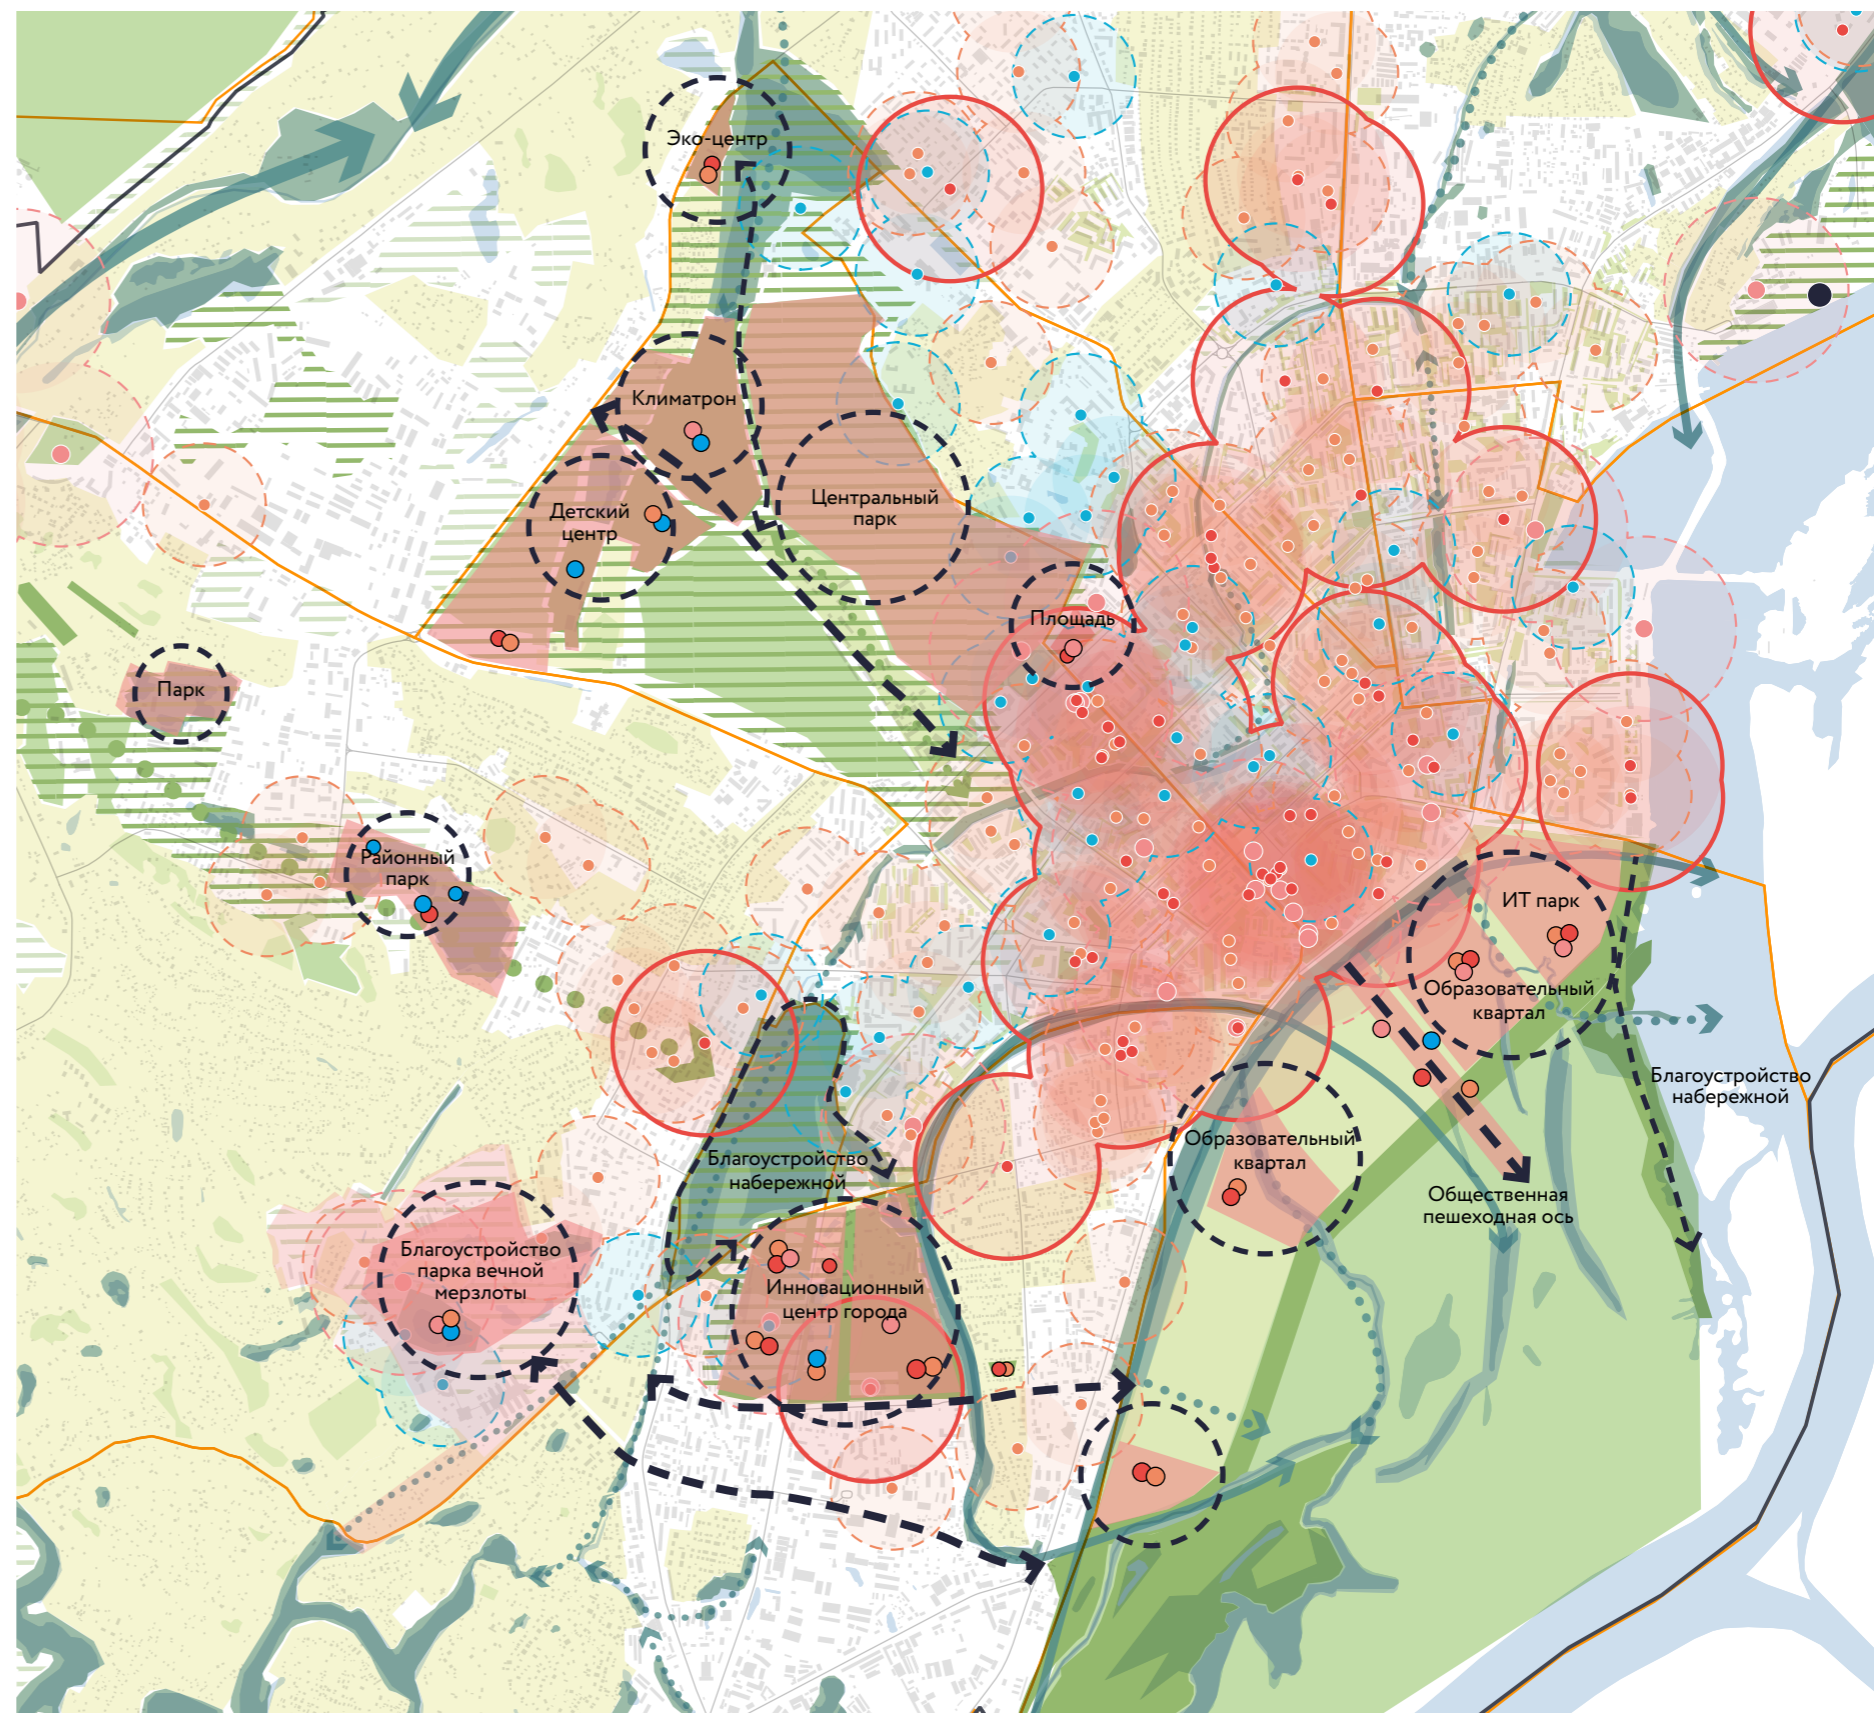 Эко-центр
Климатрон
Детский
центр
Центральный
парк
Площадь
Парк
Районный
парк
ИТ парк
Образовательный
квартал
Благоустройство
набережной
Образовательный
квартал
Благоустройство
набережной
Общественная
пешеходная ось
Благоустройство
парка вечной
мерзлоты
Инновационный
центр города